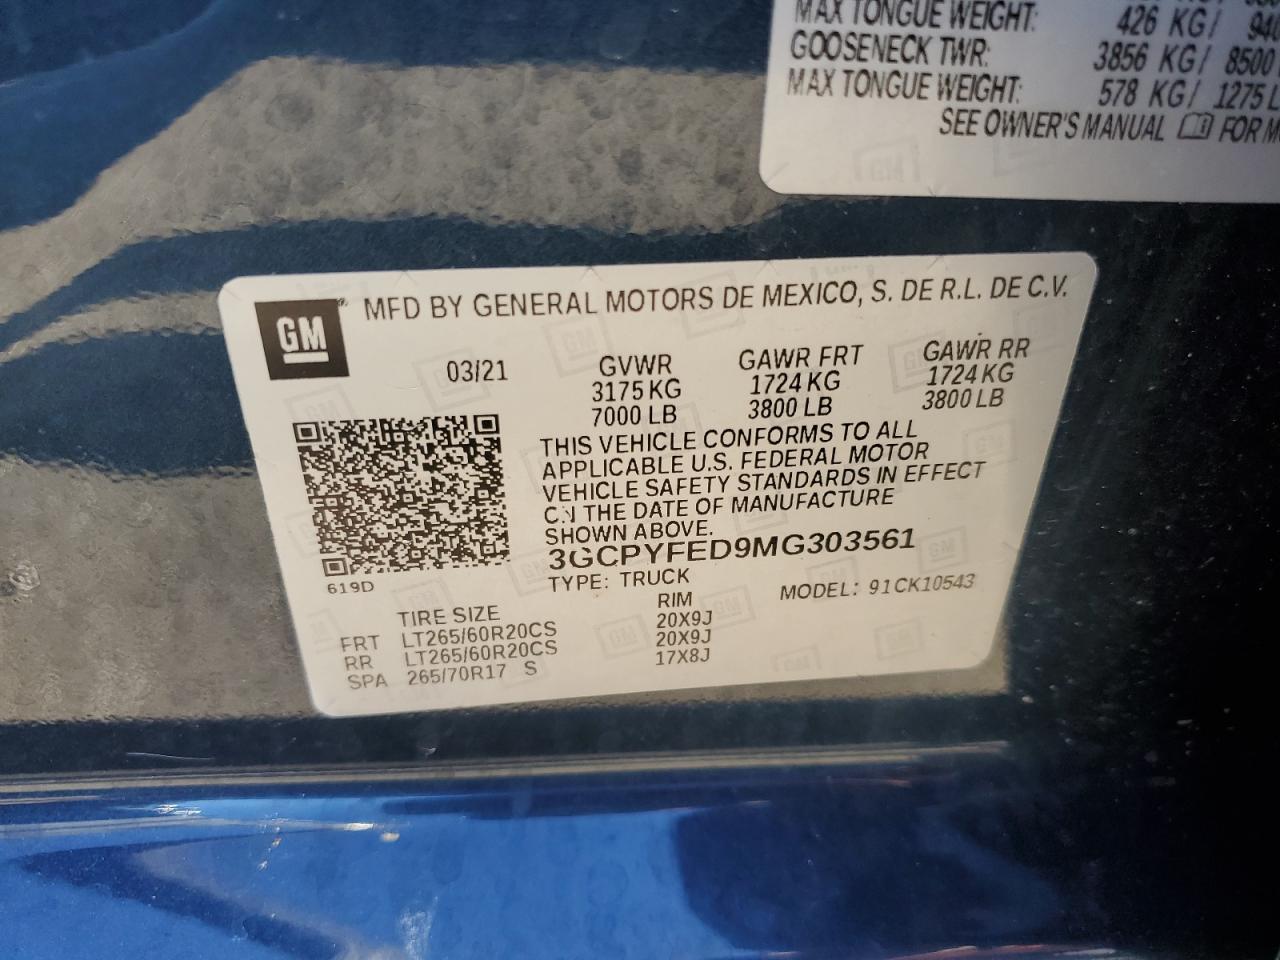 MAX TONGUE WEIGHT: 426 KG/ 940
GOOSENECK TWR: 3856 KG/ 8500
MAX TONGUE WEIGHT: 578 KG/ 1275 L
SEE OWNER'S MANUAL FOR M
GM
GM MFD BY GENERAL MOTORS DE MEXICO, S. DE R.L. DE C.V.
03/21 GVWR GAWR FRT GAWR RR
3175 KG 1724 KG 1724 KG
7000 LB 3800 LB 3800 LB
THIS VEHICLE CONFORMS TO ALL
APPLICABLE U.S. FEDERAL MOTOR
VEHICLE SAFETY STANDARDS IN EFFECT
ON THE DATE OF MANUFACTURE
SHOWN ABOVE.
3GCPYFED9MG303561
619D TYPE: TRUCK MODEL: 91CK10543
TIRE SIZE RIM
FRT LT265/60R20CS 20X9J
RR LT265/60R20CS 20X9J
SPA 265/70R17 S 17X8J